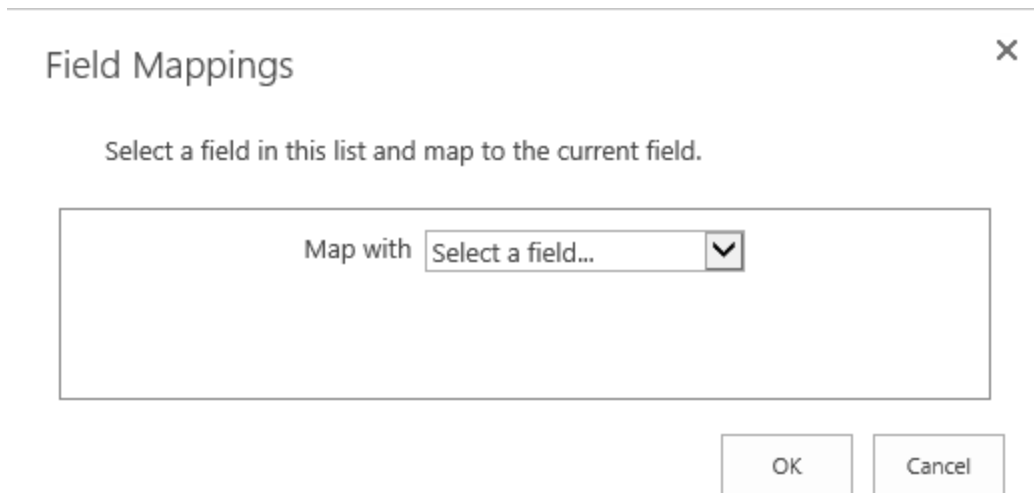 Field Mappings
Select a field in this list and map to the current field.
Map with Select a field...
OK Cancel